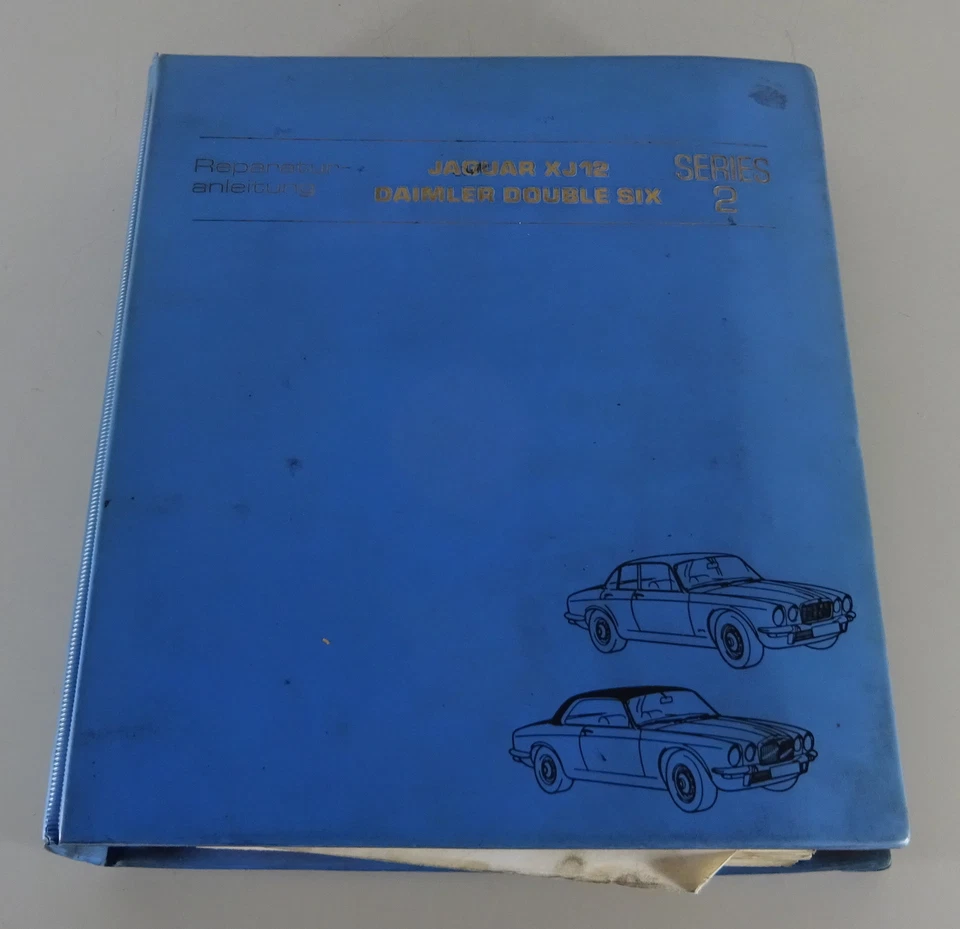 Reparatur-
anleitung
JAGUAR XJ12
DAIMLER DOUBLE SIX
SERIES
2